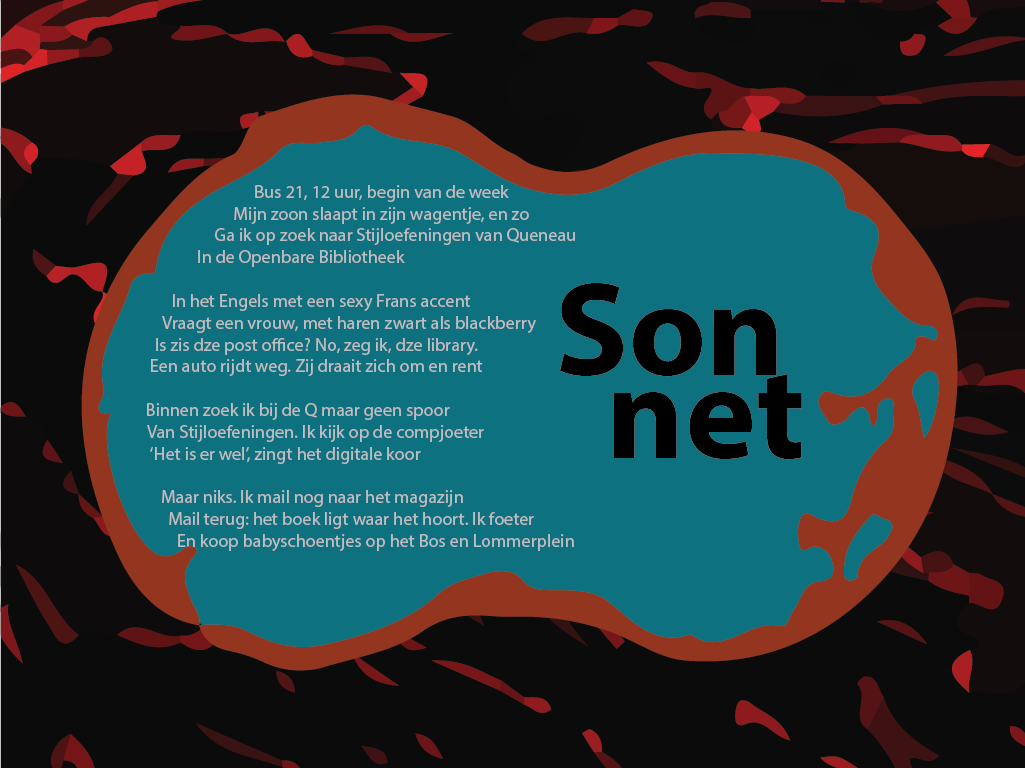 Bus 21, 12 uur, begin van de week
Mijn zoon slaapt in zijn wagentje, en zo
Ga ik op zoek naar Stijloefeningen van Queneau
In de Openbare Bibliotheek
In het Engels met een sexy Frans accent
Vraagt een vrouw, met haren zwart als blackberry
Is zis dze post office? No, zeg ik, dze library.
Een auto rijdt weg. Zij draait zich om en rent
Binnen zoek ik bij de Q maar geen spoor
Van Stijloefeningen. Ik kijk op de compjoeter
‘Het is er wel’, zingt het digitale koor
Maar niks. Ik mail nog naar het magazijn
Mail terug: het boek ligt waar het hoort. Ik foeter
En koop babyschoentjes op het Bos en Lommerplein
Son
net